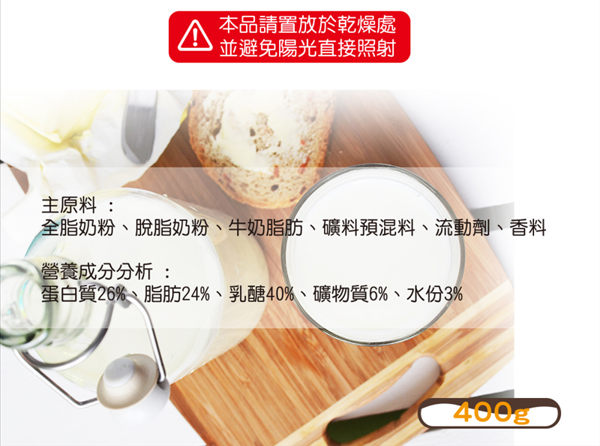 本品請置放於乾燥處
並避免陽光直接照射
主原料：
全脂奶粉、脫脂奶粉、牛奶脂肪、礦料預混料、流動劑、香料
營養成分分析：
蛋白質26%、脂肪24%、乳醣40%、礦物質6%、水份3%
400g